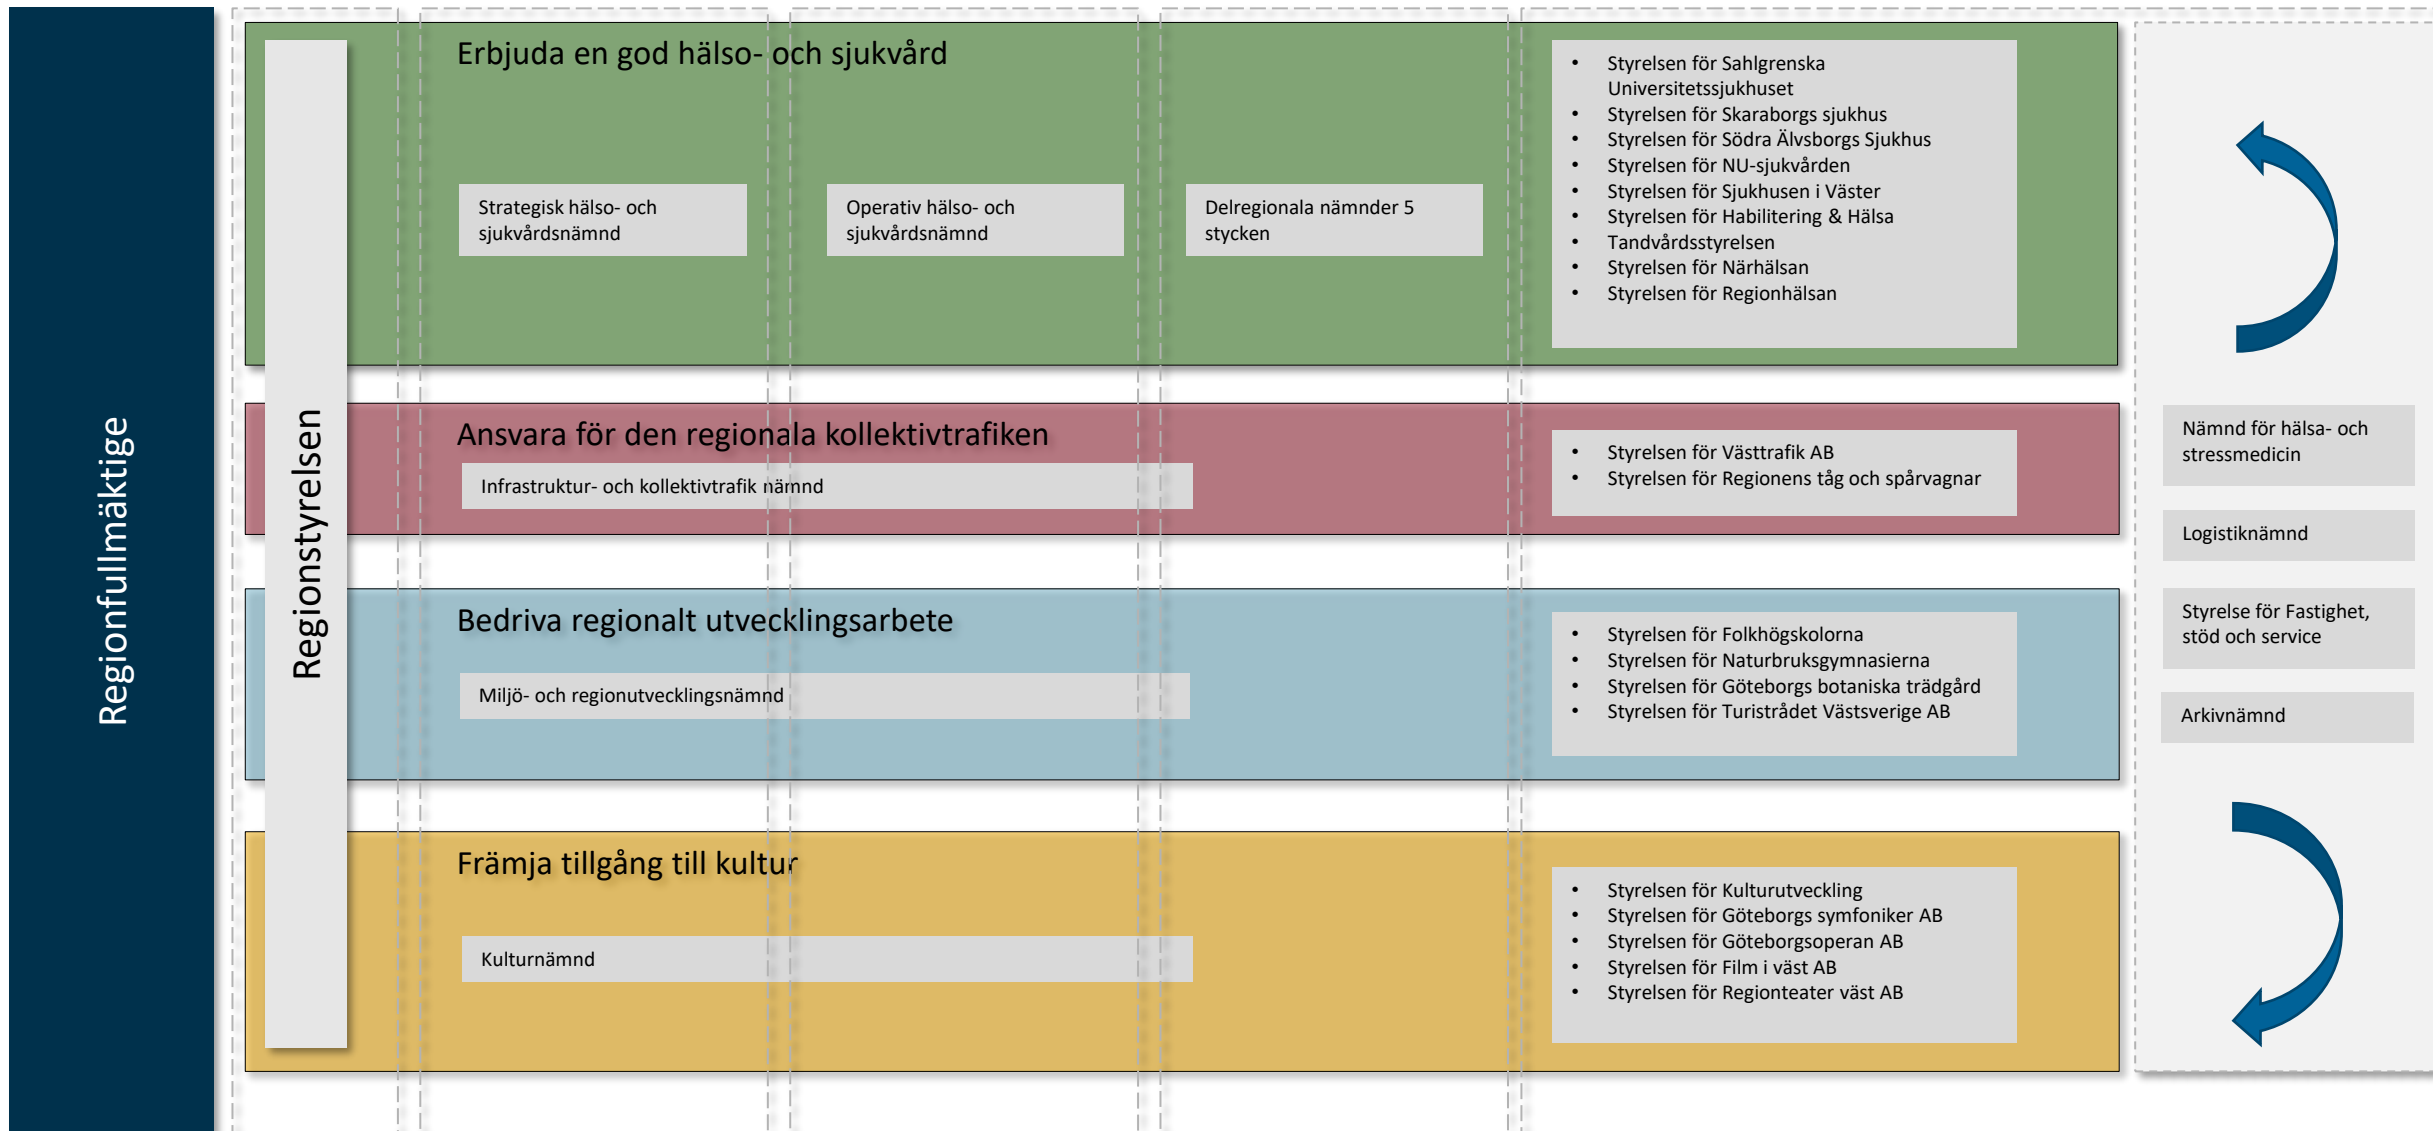 Regionfullmäktige
Regionstyrelsen
Erbjuda en god hälso- och sjukvård
Strategisk hälso- och
sjukvårdsnämnd
Operativ hälso- och
sjukvårdsnämnd
Delregionala nämnder 5
stycken
• Styrelsen för Sahlgrenska
Universitetssjukhuset
• Styrelsen för Skaraborgs sjukhus
• Styrelsen för Södra Älvsborgs Sjukhus
• Styrelsen för NU-sjukvården
• Styrelsen för Sjukhusen i Väster
• Styrelsen för Habilitering & Hälsa
• Tandvårdsstyrelsen
• Styrelsen för Närhälsan
• Styrelsen för Regionhälsan
Ansvara för den regionala kollektivtrafiken
Infrastruktur- och kollektivtrafik nämnd
• Styrelsen för Västtrafik AB
• Styrelsen för Regionens tåg och spårvagnar
Bedriva regionalt utvecklingsarbete
Miljö- och regionutvecklingsnämnd
• Styrelsen för Folkhögskolorna
• Styrelsen för Naturbruksgymnasierna
• Styrelsen för Göteborgs botaniska trädgård
• Styrelsen för Turistrådet Västsverige AB
Främja tillgång till kultur
Kulturnämnd
• Styrelsen för Kulturutveckling
• Styrelsen för Göteborgs symfoniker AB
• Styrelsen för Göteborgsoperan AB
• Styrelsen för Film i väst AB
• Styrelsen för Regionteater väst AB
Nämnd för hälsa- och
stressmedicin
Logistiknämnd
Styrelse för Fastighet,
stöd och service
Arkivnämnd